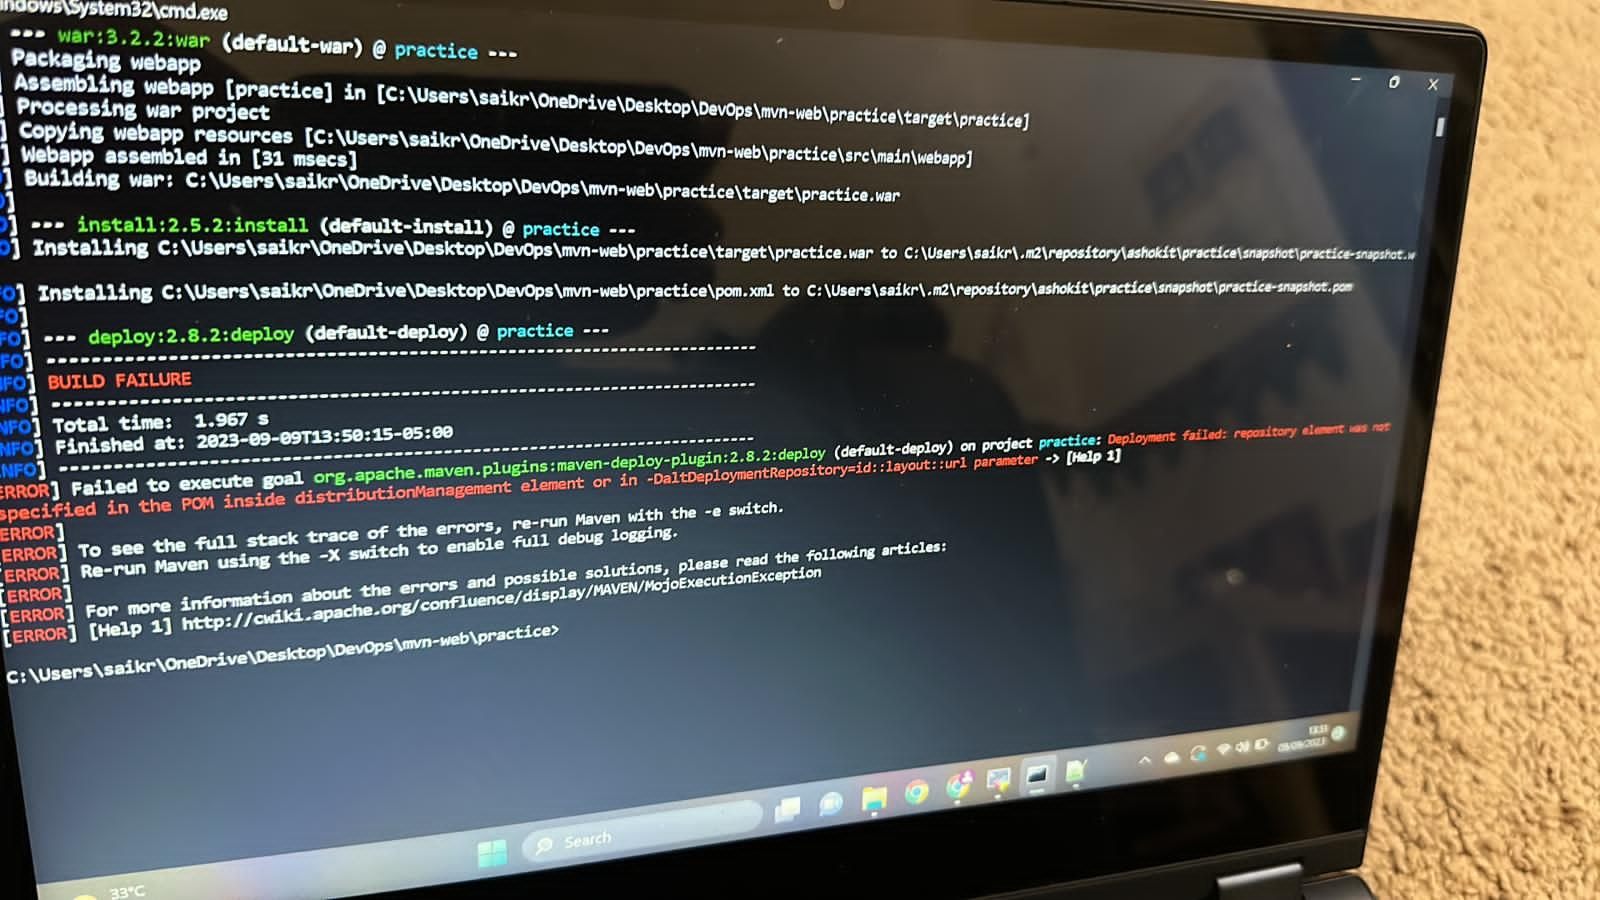 indows\System32\cmd.exe
--- war:3.2.2:war (default-war) @ practice ---
Packaging webapp
Assembling webapp [practice] in [C:\Users\saikr\OneDrive\Desktop\DevOps\mvn-web\practice\target\practice]
Processing war project
] Copying webapp resources [C:\Users\saikr\OneDrive\Desktop\DevOps\mvn-web\practice\src\main\webapp]
] Webapp assembled in [31 msecs]
] Building war: C:\Users\saikr\OneDrive\Desktop\DevOps\mvn-web\practice\target\practice.war
O]
O] --- install:2.5.2:install (default-install) @ practice ---
O] Installing C:\Users\saikr\OneDrive\Desktop\DevOps\mvn-web\practice\target\practice.war to C:\Users\saikr\.m2\repository\ashokit\practice\snapshot\practice-snapshot.w
FO] Installing C:\Users\saikr\OneDrive\Desktop\DevOps\mvn-web\practice\pom.xml to C:\Users\saikr\.m2\repository\ashokit\practice\snapshot\practice-snapshot.pom
FO]
FO] --- deploy:2.8.2:deploy (default-deploy) @ practice ---
FO] ------------------------------------------------------------------------
NFO] BUILD FAILURE
NFO] ------------------------------------------------------------------------
NFO] Total time:  1.967 s
NFO] Finished at: 2023-09-09T13:50:15-05:00
NFO] ------------------------------------------------------------------------
ERROR] Failed to execute goal org.apache.maven.plugins:maven-deploy-plugin:2.8.2:deploy (default-deploy) on project practice: Deployment failed: repository element was not
specified in the POM inside distributionManagement element or in -DaltDeploymentRepository=id::layout::url parameter -> [Help 1]
ERROR]
[ERROR] To see the full stack trace of the errors, re-run Maven with the -e switch.
[ERROR] Re-run Maven using the -X switch to enable full debug logging.
[ERROR]
[ERROR] For more information about the errors and possible solutions, please read the following articles:
[ERROR] [Help 1] http://cwiki.apache.org/confluence/display/MAVEN/MojoExecutionException
C:\Users\saikr\OneDrive\Desktop\DevOps\mvn-web\practice>
Search
33°C